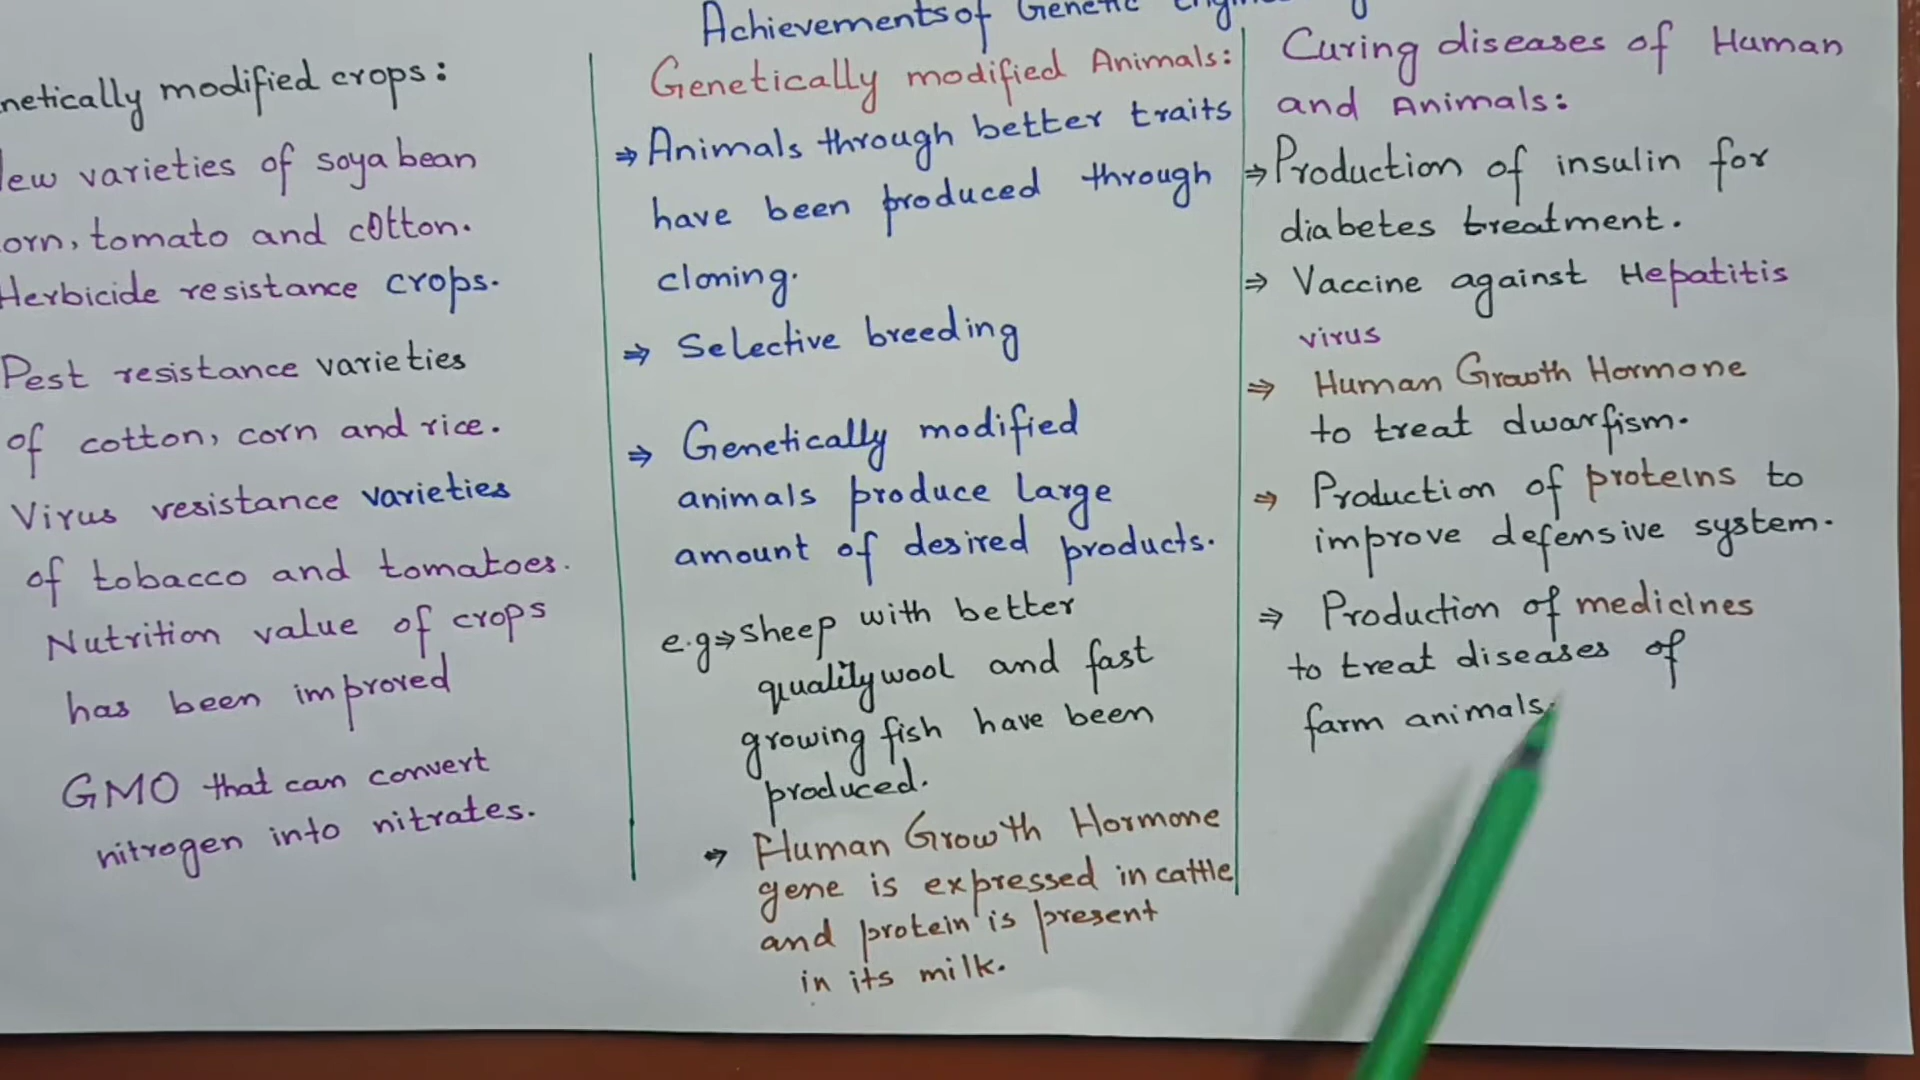 Achievements of Genetic
netically modified crops:
ew varieties of soya bean
orn, tomato and cotton.
Herbicide resistance crops.
Pest resistance varieties
of cotton, corn and rice.
Virus resistance varieties
of tobacco and tomatoes.
Nutrition value of crops
has been improved
GMO that can convert
nitrogen into nitrates.
Genetically modified Animals:
⇒ Animals through better traits
have been produced through
cloning.
⇒ Selective breeding
⇒ Genetically modified
animals produce large
amount of desired products.
e.g⇒ sheep with better
quality wool and fast
growing fish have been
produced.
⇒ Human Growth Hormone
gene is expressed in cattle
and protein is present
in its milk.
Curing diseases of Human
and Animals:
⇒ Production of insulin for
diabetes treatment.
⇒ Vaccine against Hepatitis
virus
⇒ Human Growth Hormone
to treat dwarfism.
⇒ Production of proteins to
improve defensive system.
⇒ Production of medicines
to treat diseases of
farm animals.